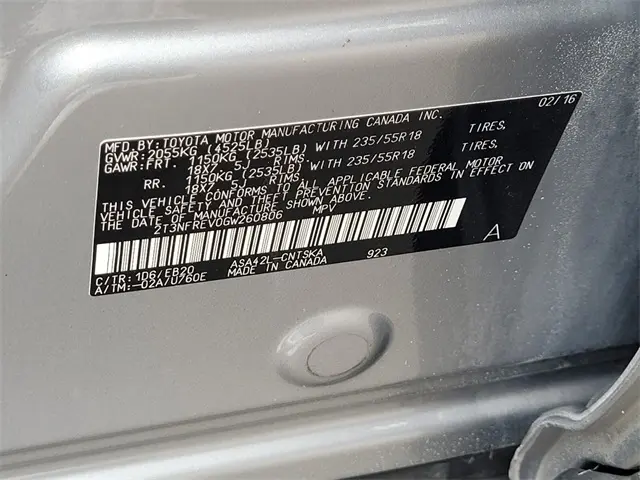 MFD.BY:TOYOTA MOTOR MANUFACTURING CANADA INC. 02/16
GVWR:2055KG (4525LB)
GAWR:FRT. 1150KG (2535LB) WITH 235/55R18 TIRES,
18X7 5J RIMS.
RR. 1150KG (2535LB) WITH 235/55R18 TIRES,
18X7 5J RIMS.
THIS VEHICLE CONFORMS TO ALL APPLICABLE FEDERAL MOTOR
VEHICLE SAFETY AND THEFT PREVENTION STANDARDS IN EFFECT ON
THE DATE OF MANUFACTURE SHOWN ABOVE.
2T3NFREV0GW260806 MPV
A
C/TR:1D6/EB20 ASA42L-CNTSKA 923
A/TM:-02A/U760E MADE IN CANADA